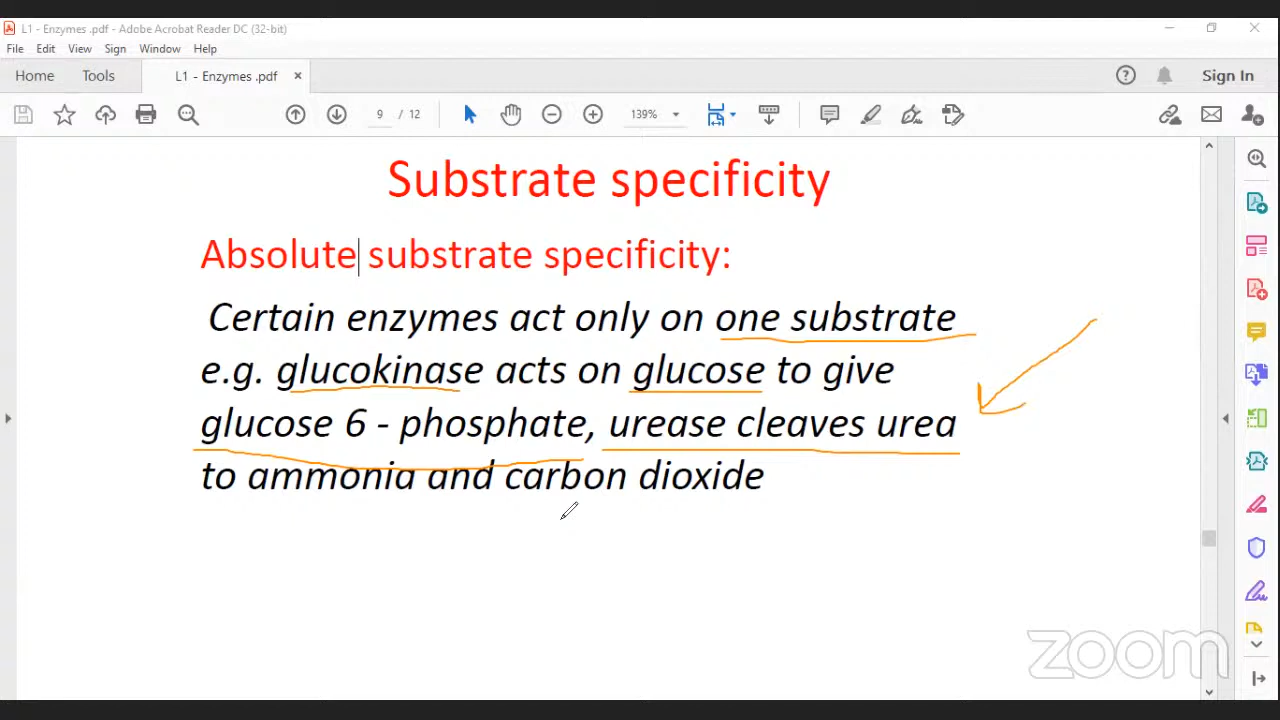 L1 - Enzymes .pdf - Adobe Acrobat Reader DC (32-bit)
File Edit View Sign Window Help
Home Tools L1 - Enzymes .pdf × Sign In
9 / 12 139%
Substrate specificity
Absolute substrate specificity:
Certain enzymes act only on one substrate
e.g. glucokinase acts on glucose to give
glucose 6 - phosphate, urease cleaves urea
to ammonia and carbon dioxide
zoom